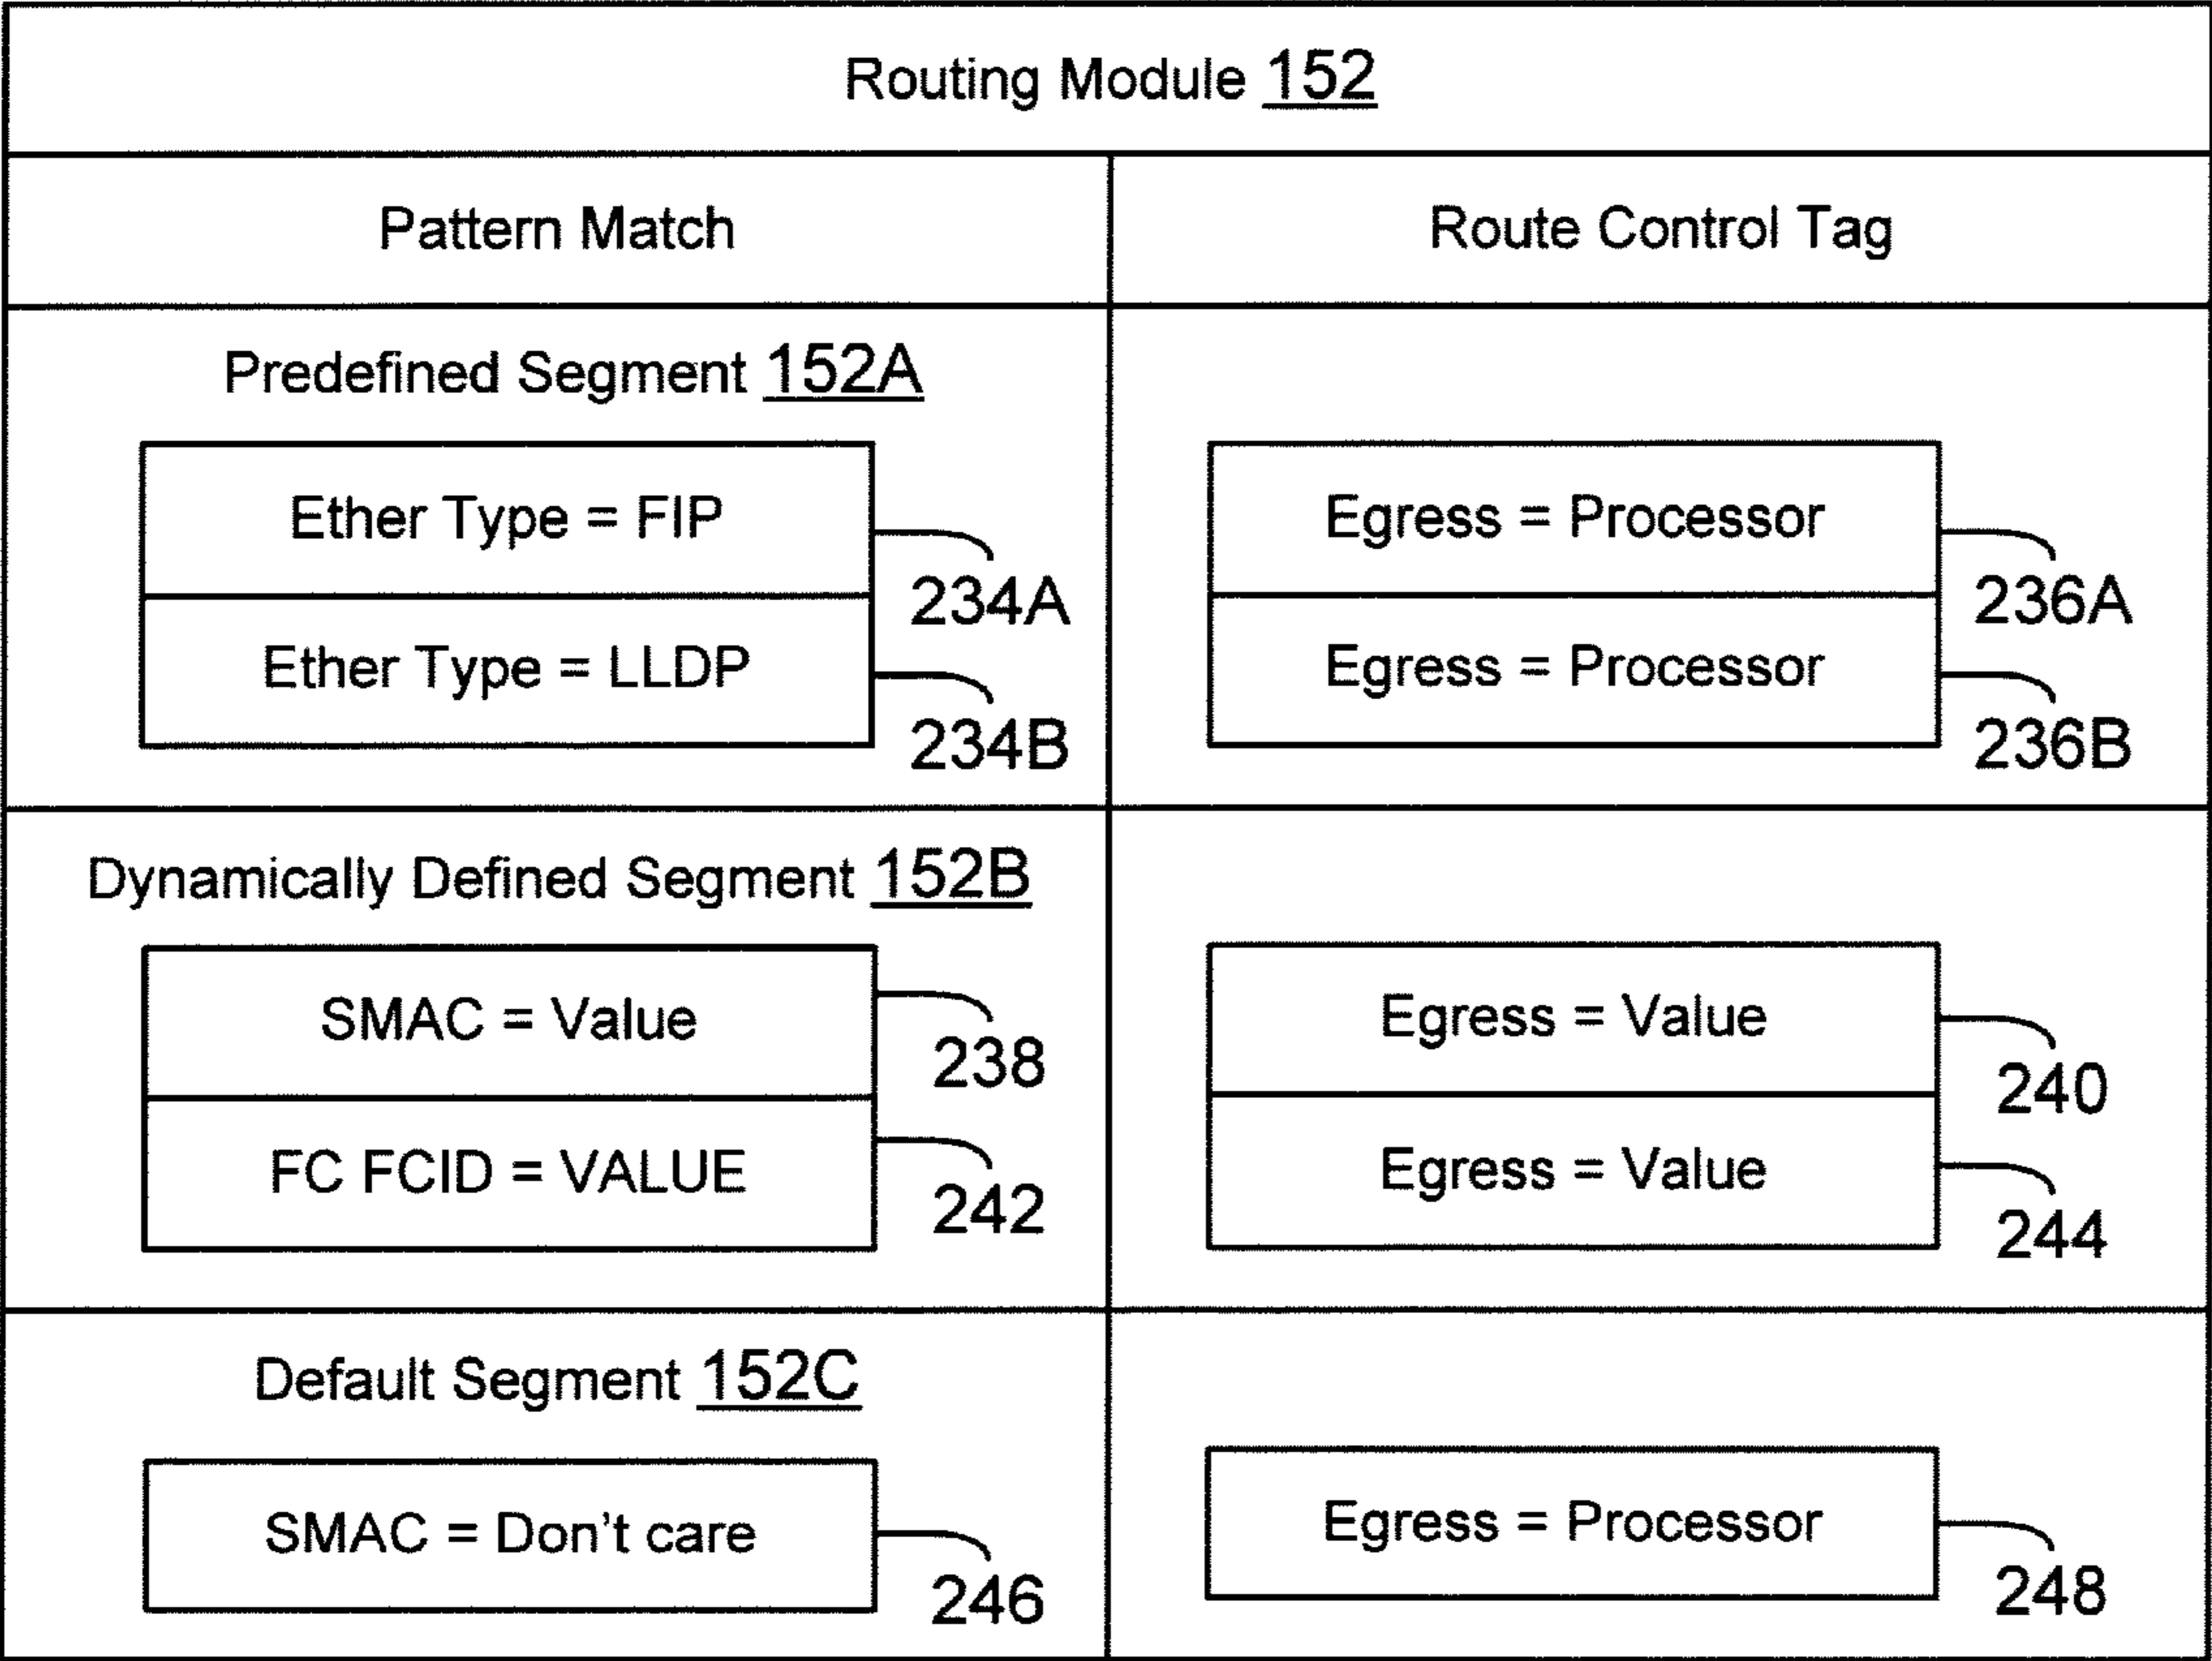 Routing Module 152
Pattern Match
Route Control Tag
Predefined Segment 152A
Ether Type = FIP
234A
Ether Type = LLDP
234B
Egress = Processor
236A
Egress = Processor
236B
Dynamically Defined Segment 152B
SMAC = Value
238
FC FCID = VALUE
242
Egress = Value
240
Egress = Value
244
Default Segment 152C
SMAC = Don't care
246
Egress = Processor
248